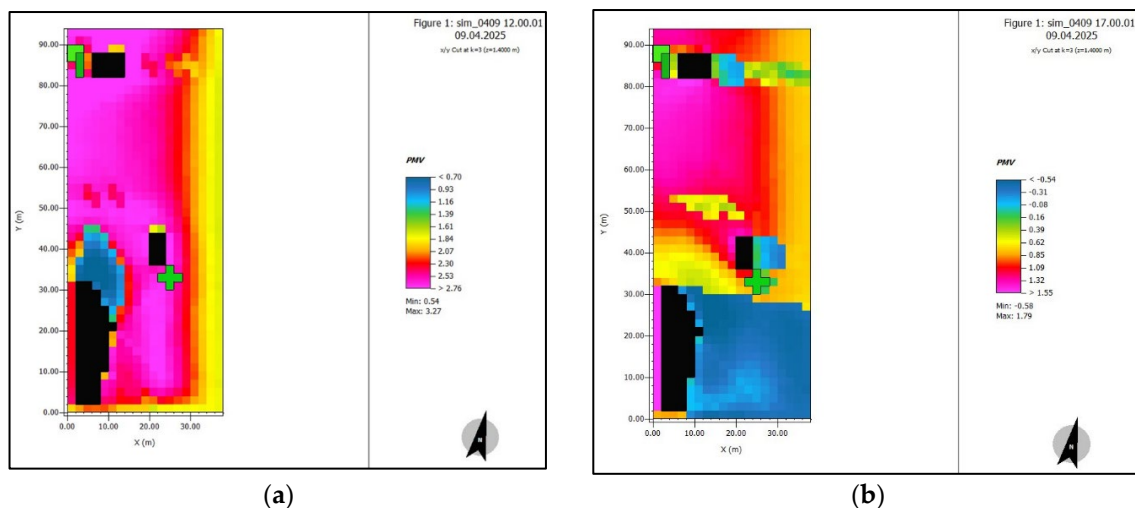 Figure 1: sim_0409 12.00.01
09.04.2025
x/y Cut at k=3 (z=1.4000 m)
90.00
80.00
70.00
60.00
50.00
40.00
30.00
20.00
10.00
0.00
Y (m)
0.00 10.00 20.00 30.00
X (m)
PMV
< 0.70
0.93
1.16
1.39
1.61
1.84
2.07
2.30
2.53
> 2.76
Min: 0.54
Max: 3.27
N
(a)
Figure 1: sim_0409 17.00.01
09.04.2025
x/y Cut at k=3 (z=1.4000 m)
90.00
80.00
70.00
60.00
50.00
40.00
30.00
20.00
10.00
0.00
Y (m)
0.00 10.00 20.00 30.00
X (m)
PMV
< -0.54
-0.31
-0.08
0.16
0.39
0.62
0.85
1.09
1.32
> 1.55
Min: -0.58
Max: 1.79
N
(b)